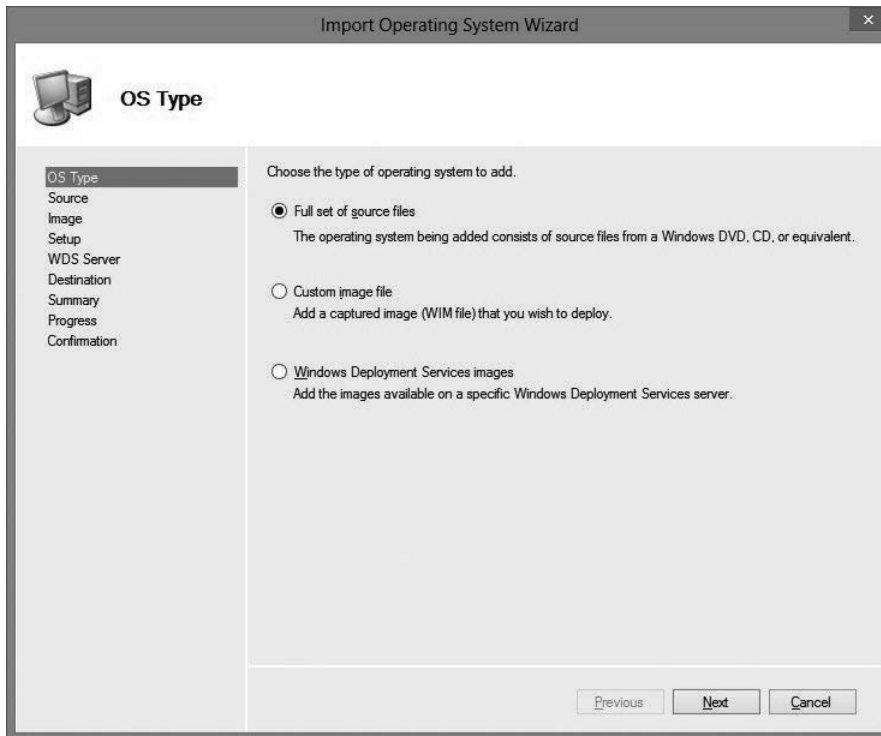 Import Operating System Wizard
OS Type
OS Type
Source
Image
Setup
WDS Server
Destination
Summary
Progress
Confirmation
Choose the type of operating system to add.
Full set of source files
The operating system being added consists of source files from a Windows DVD, CD, or equivalent.
Custom image file
Add a captured image (WIM file) that you wish to deploy.
Windows Deployment Services images
Add the images available on a specific Windows Deployment Services server.
Previous
Next
Cancel